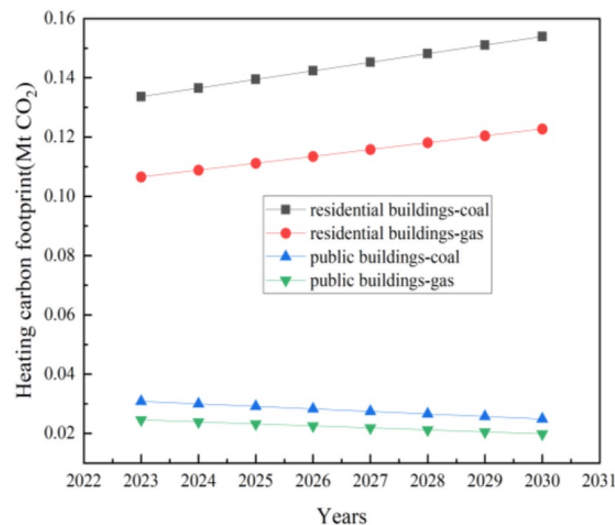 Heating carbon footprint(Mt CO₂)
0.16
0.14
0.12
0.10
0.08
0.06
0.04
0.02
residential buildings-coal
residential buildings-gas
public buildings-coal
public buildings-gas
2022 2023 2024 2025 2026 2027 2028 2029 2030 2031
Years